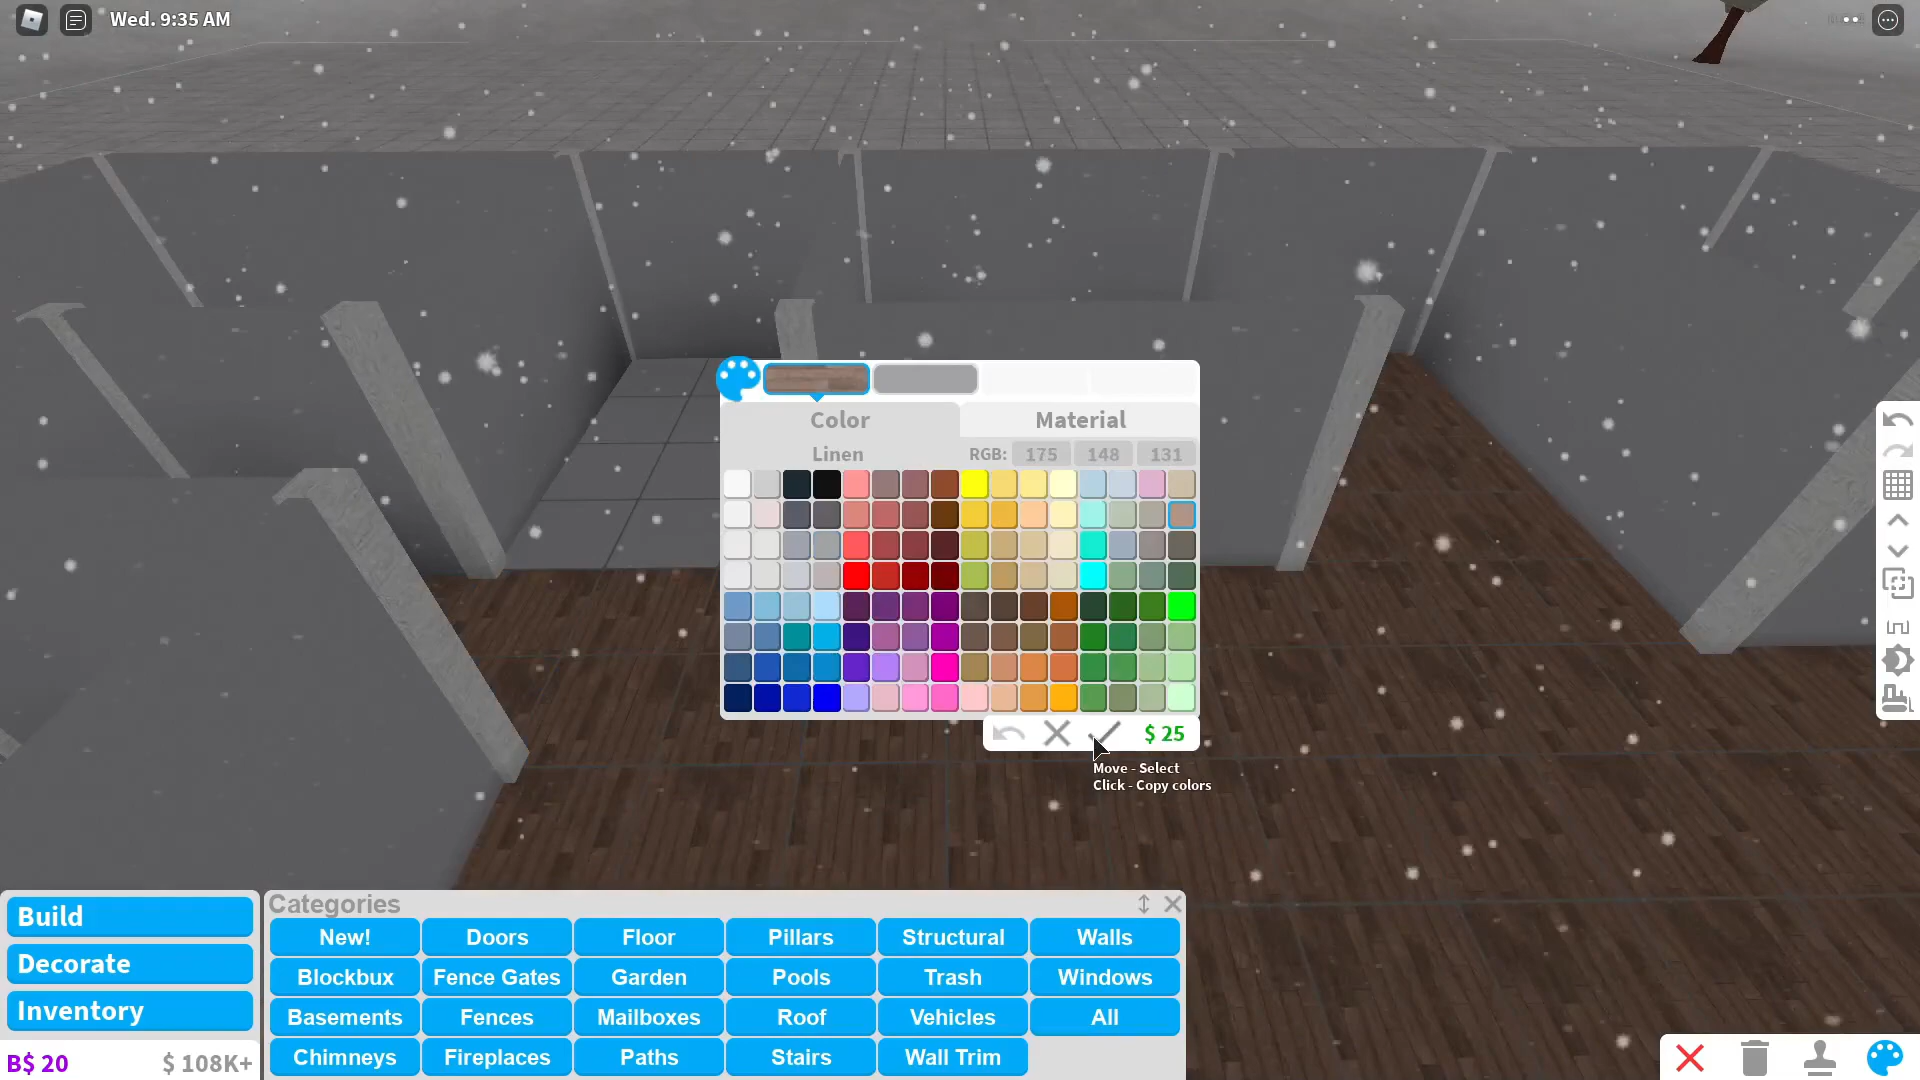 Wed. 9:35 AM
Color
Material
Linen
RGB: 175 148 131
$ 25
Move - Select
Click - Copy colors
Build
Decorate
Inventory
B$ 20
$ 108K+
Categories
New! Doors Floor Pillars Structural Walls
Blockbux Fence Gates Garden Pools Trash Windows
Basements Fences Mailboxes Roof Vehicles All
Chimneys Fireplaces Paths Stairs Wall Trim